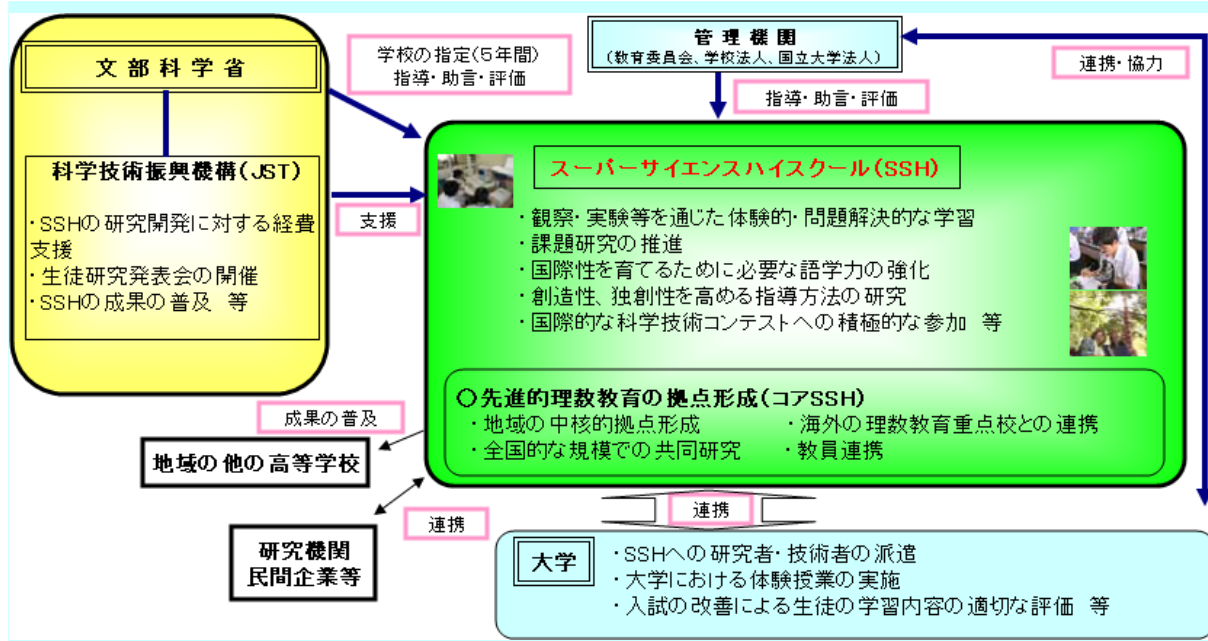 文部科学省
学校の指定(5年間)
指導・助言・評価
管理機関
(教育委員会、学校法人、国立大学法人)
連携・協力
指導・助言・評価
科学技術振興機構(JST)
・SSHの研究開発に対する経費
支援
・生徒研究発表会の開催
・SSHの成果の普及 等
支援
スーパーサイエンスハイスクール(SSH)
・観察・実験等を通じた体験的・問題解決的な学習
・課題研究の推進
・国際性を育てるために必要な語学力の強化
・創造性、独創性を高める指導方法の研究
・国際的な科学技術コンテストへの積極的な参加 等
○先進的理数教育の拠点形成(コアSSH)
・地域の中核的拠点形成 ・海外の理数教育重点校との連携
・全国的な規模での共同研究 ・教員連携
成果の普及
地域の他の高等学校
連携
研究機関
民間企業等
連携
大学
・SSHへの研究者・技術者の派遣
・大学における体験授業の実施
・入試の改善による生徒の学習内容の適切な評価 等